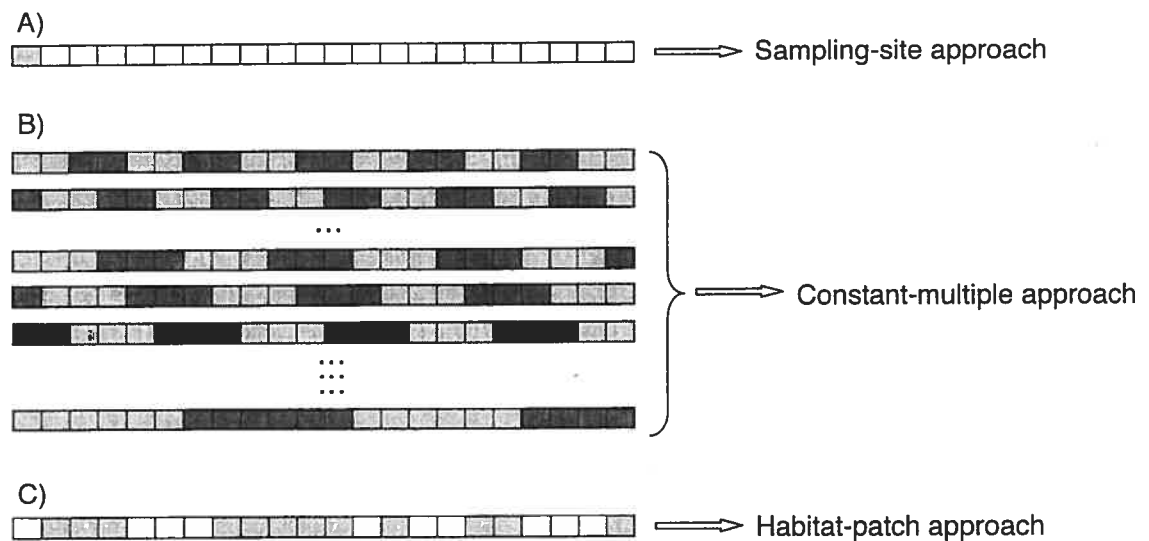 A)
Sampling-site approach
B)
...
Constant-multiple approach
C)
Habitat-patch approach